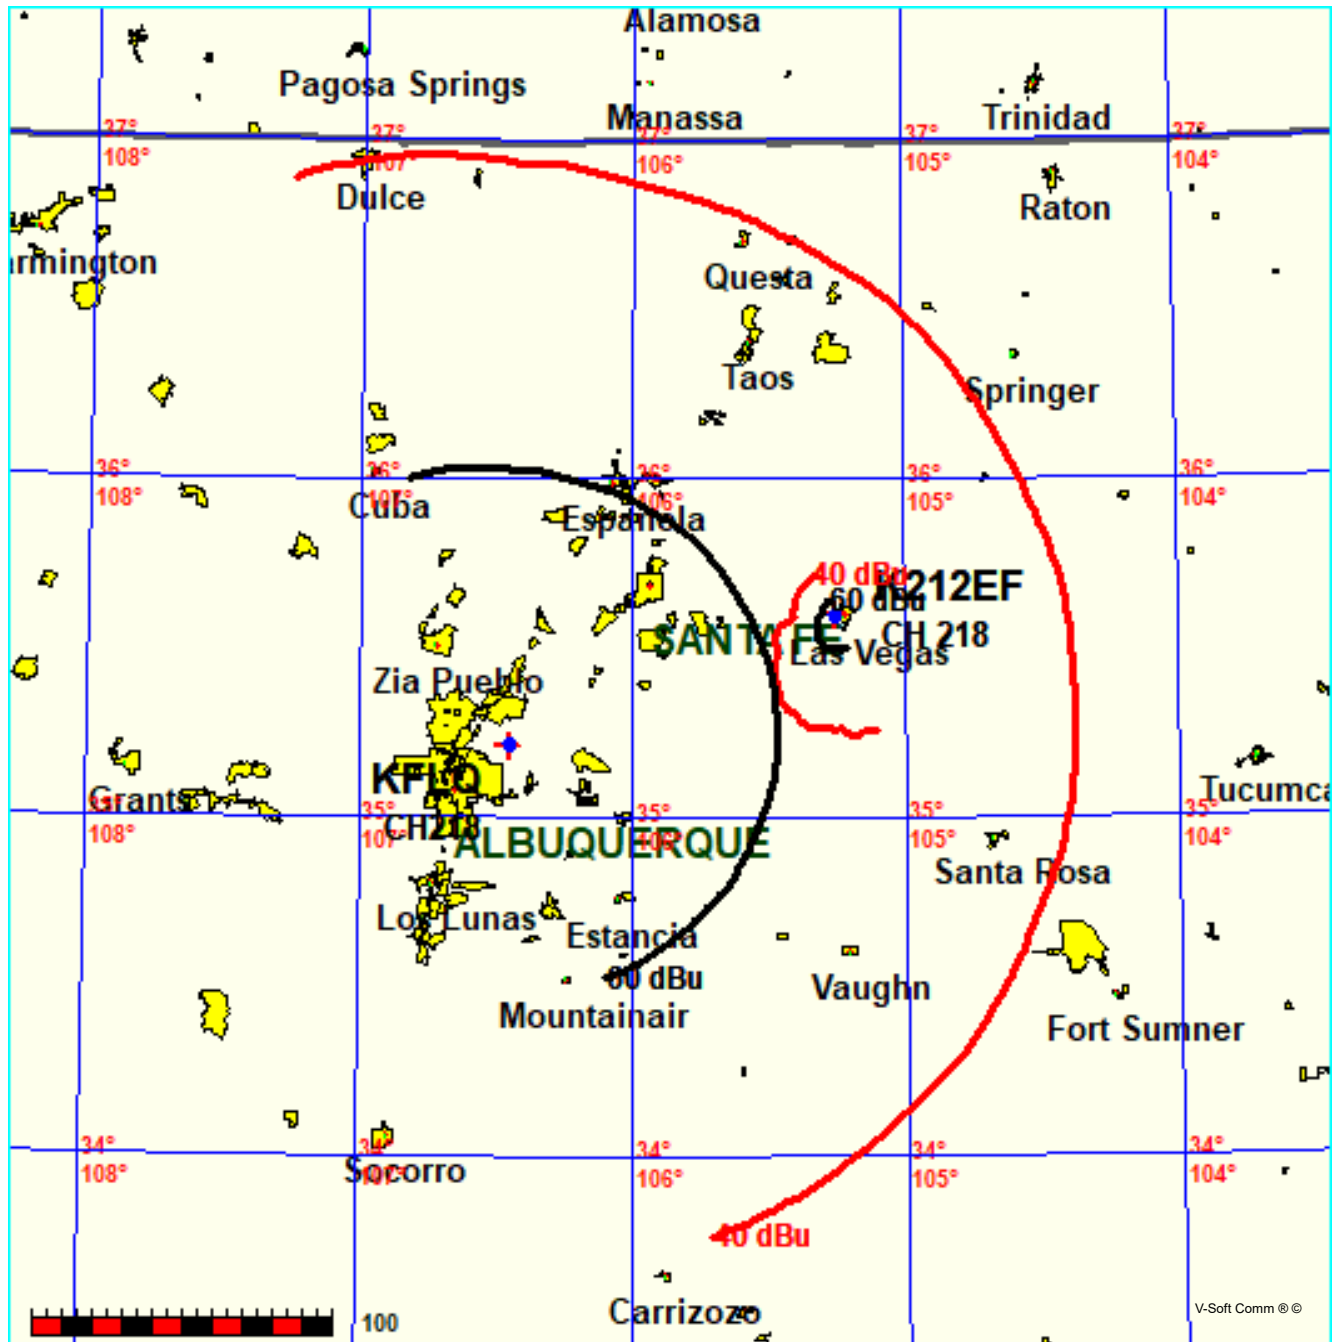 Alamosa
Pagosa Springs
Manassa
Trinidad
37°
108°
37°
107
37°
106°
37°
105°
37°
104°
Dulce
Raton
armington
Questa
Taos
Springer
36°
108°
36°
107°
36°
106°
36°
105°
36°
104°
Cuba
Española
40 dBu
K212EF
60 dBu
CH 218
SANTA FE
Las Vegas
Zia Pueblo
KFLQ
CH218
Grants
Tucumca
35°
108°
35°
107°
35°
106°
35°
105°
35°
104°
ALBUQUERQUE
Santa Rosa
Los Lunas
Estancia
60 dBu
Vaughn
Mountainair
Fort Sumner
34°
108°
34°
107°
34°
106°
34°
105°
34°
104°
Socorro
40 dBu
Carrizozo
V-Soft Comm ® ©
100